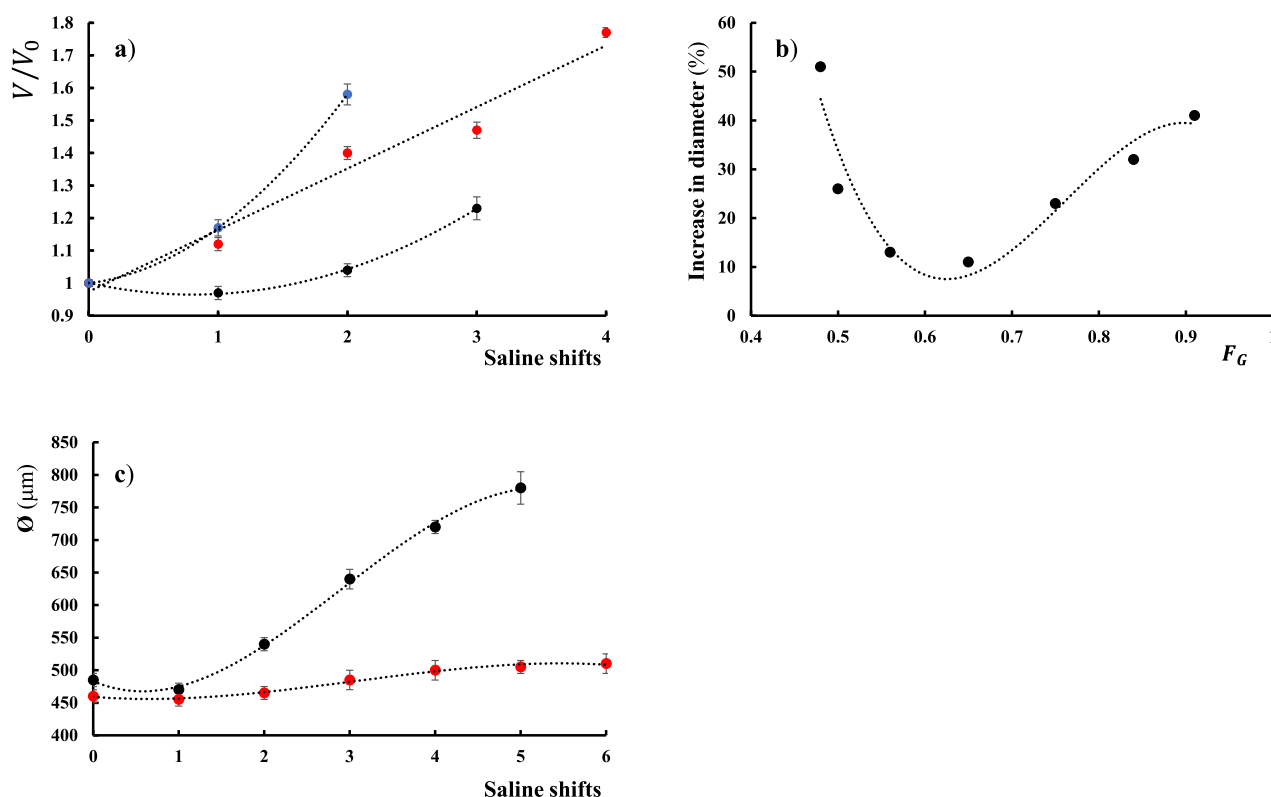 a)
V/V₀
1.8
1.7
1.6
1.5
1.4
1.3
1.2
1.1
1
0.9
0 1 2 3 4
Saline shifts
b)
Increase in diameter (%)
60
50
40
30
20
10
0
0.4 0.5 0.6 0.7 0.8 0.9 1
F_G
c)
Ø (μm)
850
800
750
700
650
600
550
500
450
400
0 1 2 3 4 5 6
Saline shifts